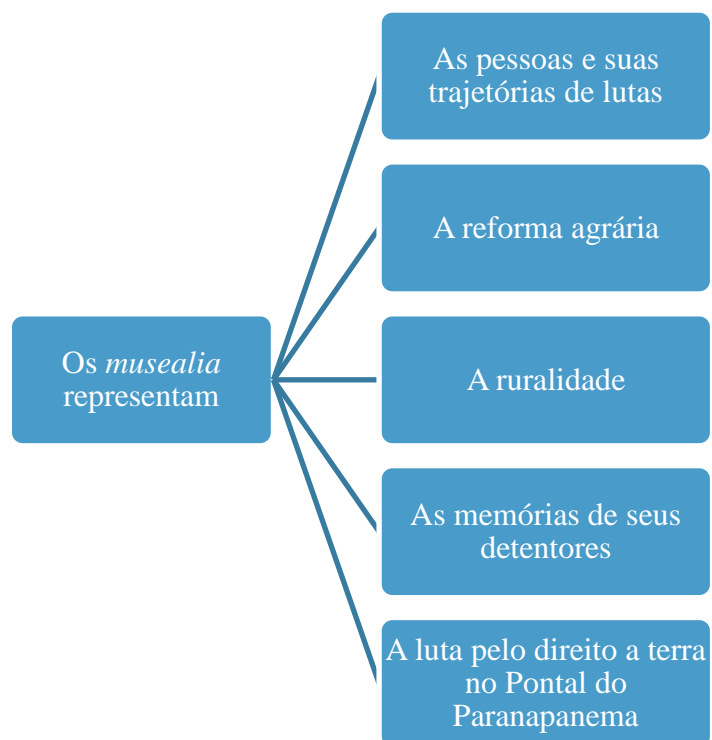 As pessoas e suas
trajetórias de lutas
A reforma agrária
Os musealia
representam
A ruralidade
As memórias de seus
detentores
A luta pelo direito a terra
no Pontal do
Paranapanema